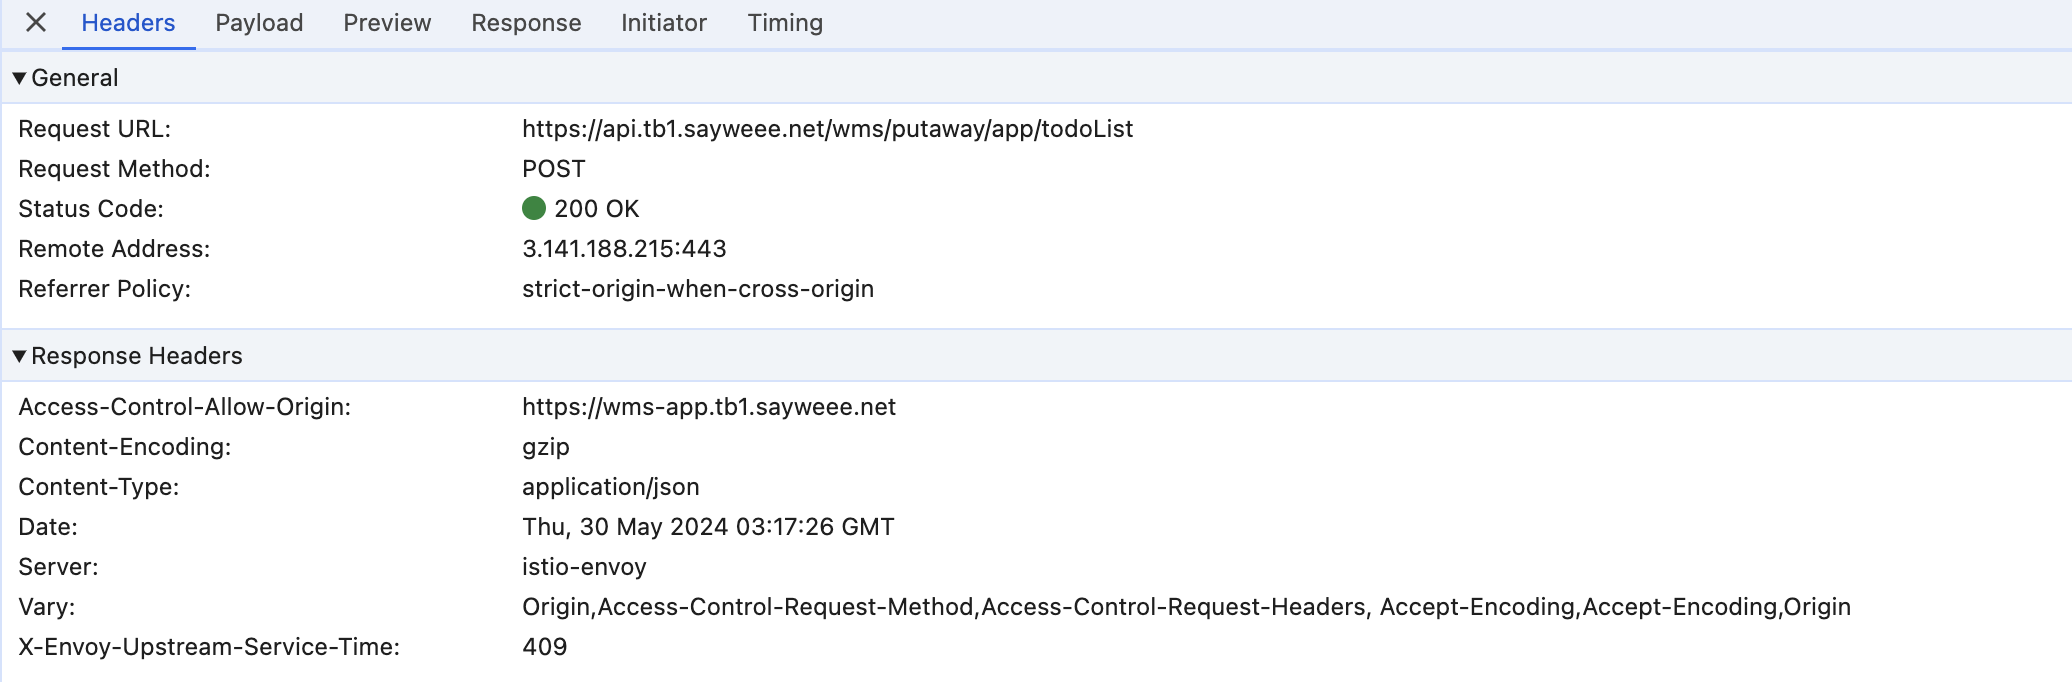 Headers Payload Preview Response Initiator Timing
General
Request URL: https://api.tb1.sayweee.net/wms/putaway/app/todoList
Request Method: POST
Status Code: 200 OK
Remote Address: 3.141.188.215:443
Referrer Policy: strict-origin-when-cross-origin
Response Headers
Access-Control-Allow-Origin: https://wms-app.tb1.sayweee.net
Content-Encoding: gzip
Content-Type: application/json
Date: Thu, 30 May 2024 03:17:26 GMT
Server: istio-envoy
Vary: Origin,Access-Control-Request-Method,Access-Control-Request-Headers, Accept-Encoding,Accept-Encoding,Origin
X-Envoy-Upstream-Service-Time: 409